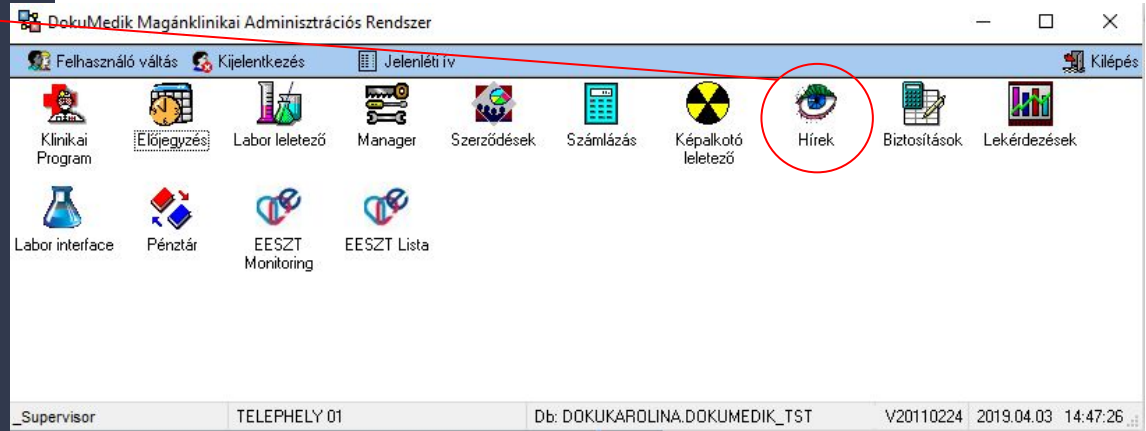 DokuMedik Magánklinikai Adminisztrációs Rendszer
Felhasználó váltás Kijelentkezés Jelenléti ív Kilépés
Klinikai Program Előjegyzés Labor leletező Manager Szerződések Számlázás Képalkotó leletező Hírek Biztosítások Lekérdezések
Labor interface Pénztár EESZT Monitoring EESZT Lista
_Supervisor TELEPHELY 01 Db: DOKUKAROLINA.DOKUMEDIK_TST V20110224 2019.04.03 14:47:26